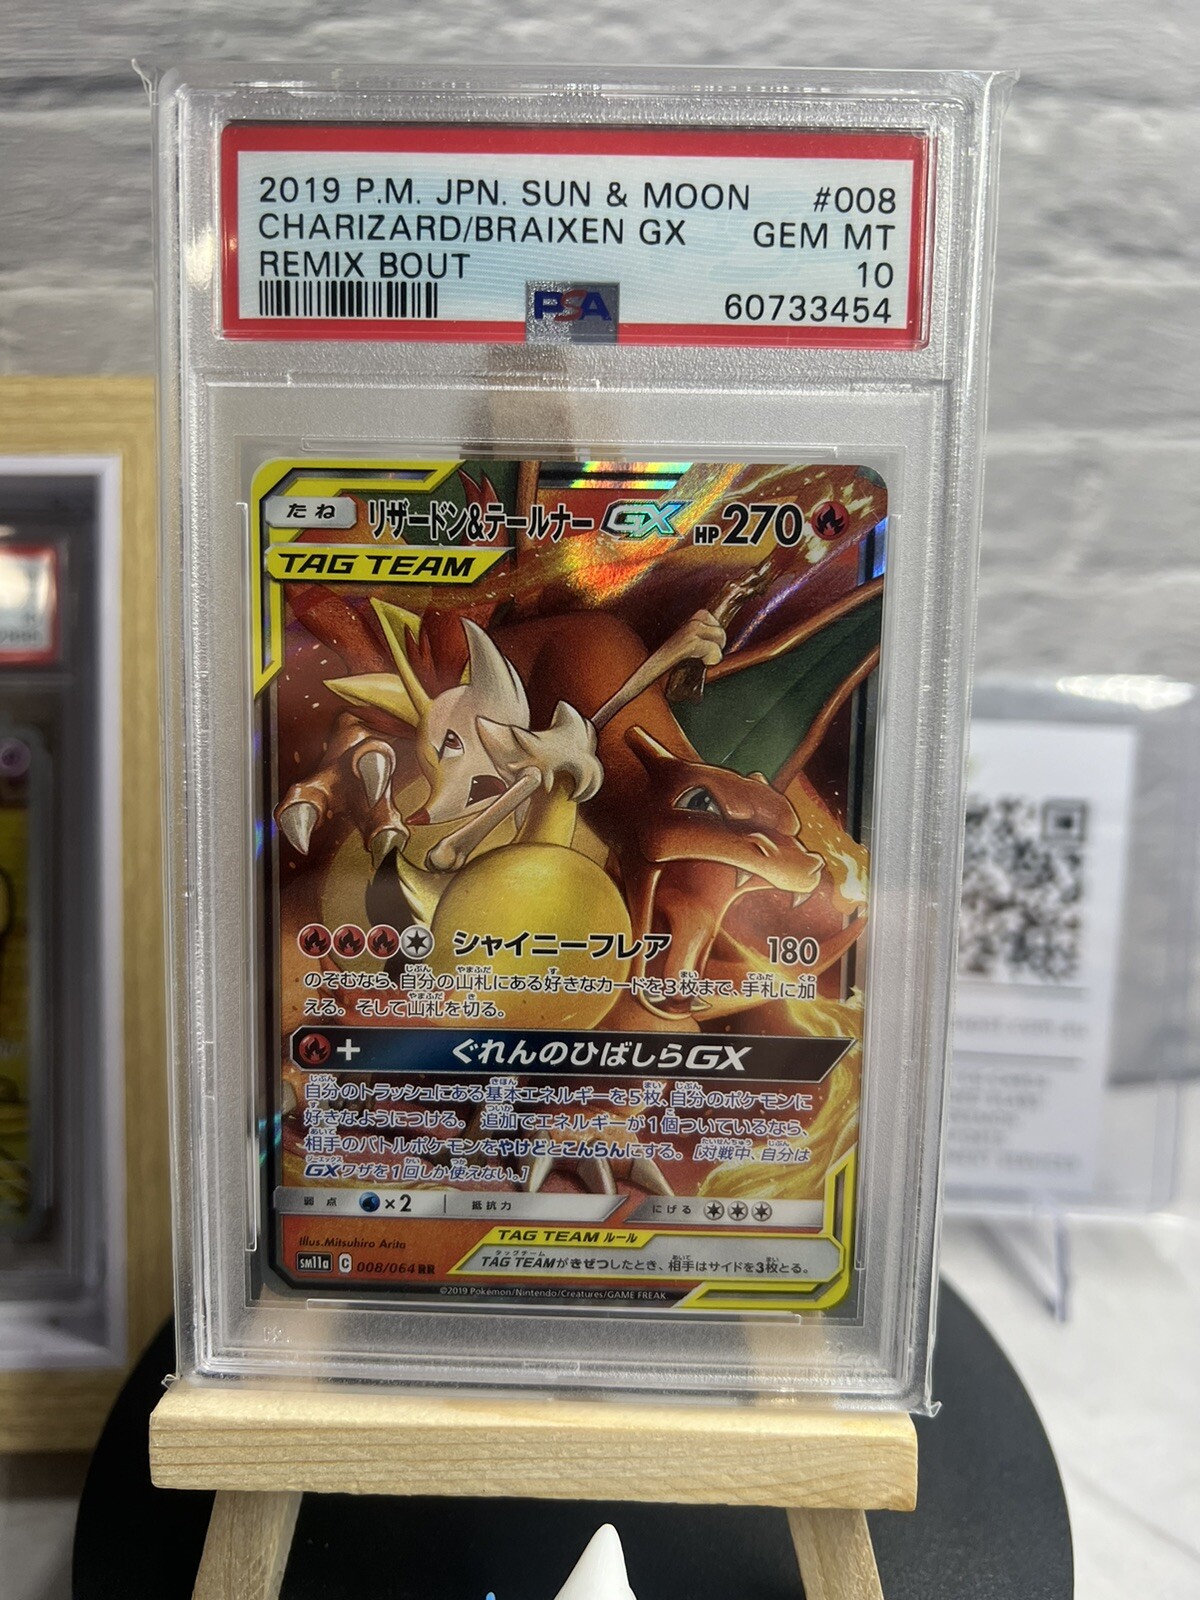 2019 P.M. JPN. SUN & MOON #008
CHARIZARD/BRAIXEN GX GEM MT
REMIX BOUT 10
PSA 60733454
たね リザードン&テールナー GX HP 270
TAG TEAM
シャイニーフレア 180
のぞむなら、自分の山札にある好きなカードを3枚まで、手札に加
える。そして山札を切る。
+ ぐれんのひばしらGX
自分のトラッシュにある基本エネルギーを5枚、自分のポケモンに
好きなようにつける。追加でエネルギーが1個ついているなら、
相手のバトルポケモンをやけどとこんらんにする。[対戦中、自分は
GXワザを1回しか使えない。]
弱点 ×2 抵抗力 にげる
Illus.Mitsuhiro Arita TAG TEAM ルール
SM11a C 008/064 RR TAG TEAMがきぜつしたとき、相手はサイドを3枚とる。
©2019 Pokémon/Nintendo/Creatures/GAME FREAK